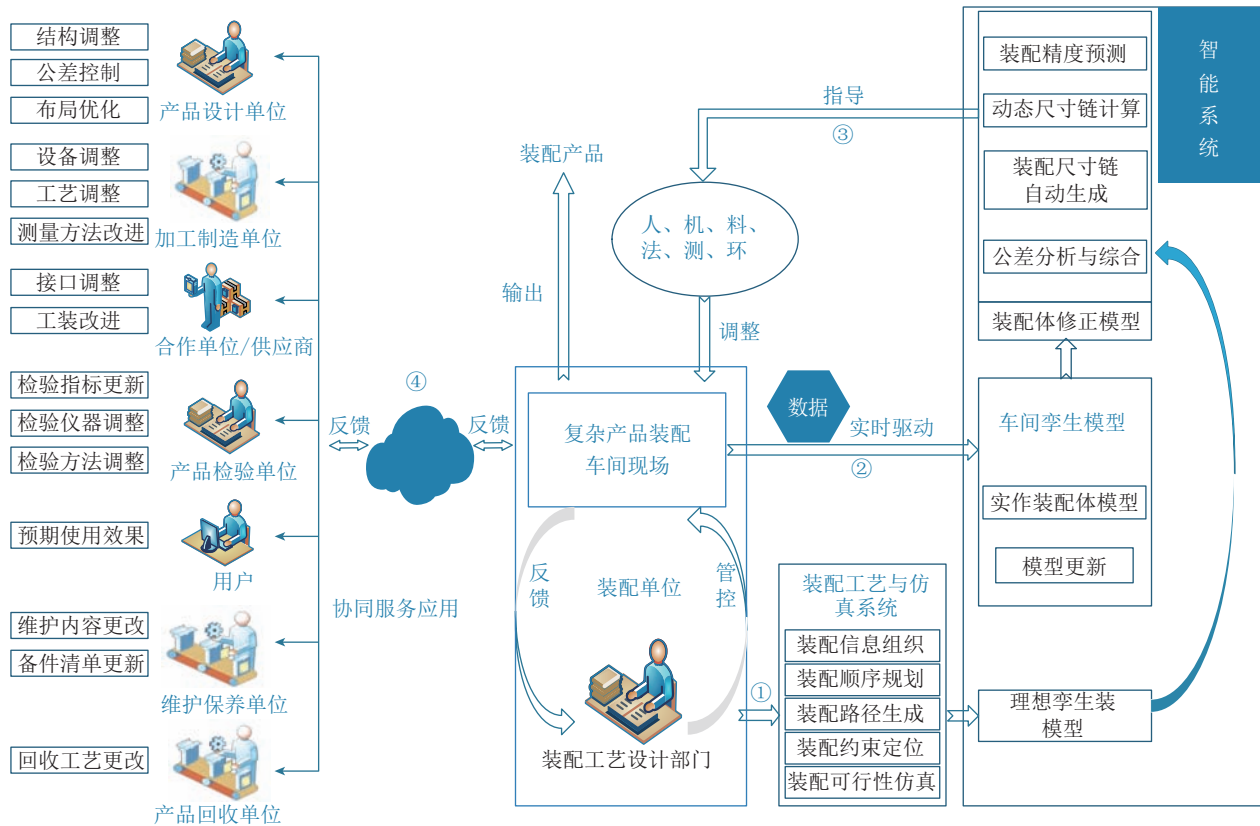 结构调整
公差控制
布局优化
产品设计单位
设备调整
工艺调整
测量方法改进
加工制造单位
接口调整
工装改进
合作单位/供应商
检验指标更新
检验仪器调整
检验方法调整
产品检验单位
预期使用效果
用户
维护内容更改
备件清单更新
维护保养单位
回收工艺更改
产品回收单位
协同服务应用
反馈
④
反馈
装配产品
输出
指导
③
人、机、料、
法、测、环
调整
复杂产品装配
车间现场
反馈
装配单位
管控
装配工艺设计部门
数据
实时驱动
②
①
装配工艺与仿
真系统
装配信息组织
装配顺序规划
装配路径生成
装配约束定位
装配可行性仿真
智能系统
装配精度预测
动态尺寸链计算
装配尺寸链
自动生成
公差分析与综合
装配体修正模型
车间孪生模型
实作装配体模型
模型更新
理想孪生装
模型